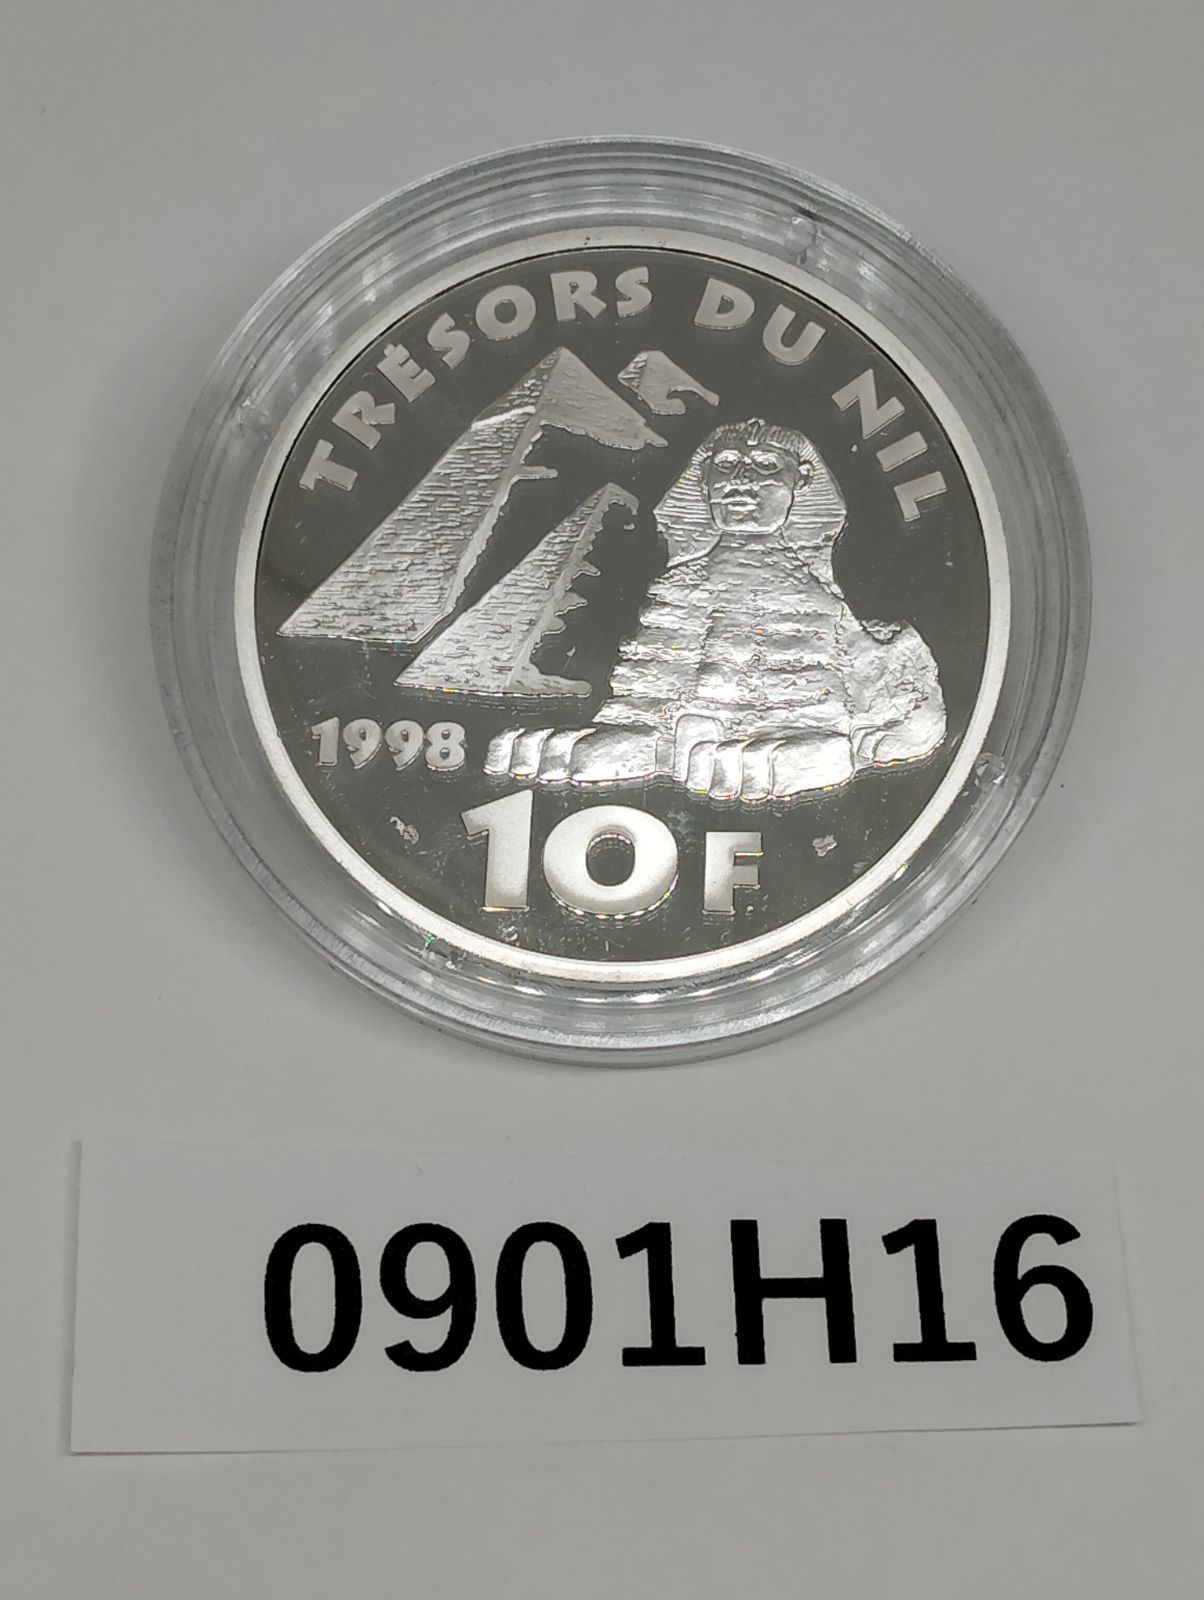 TRÉSORS DU NIL
1998
10F
0901H16